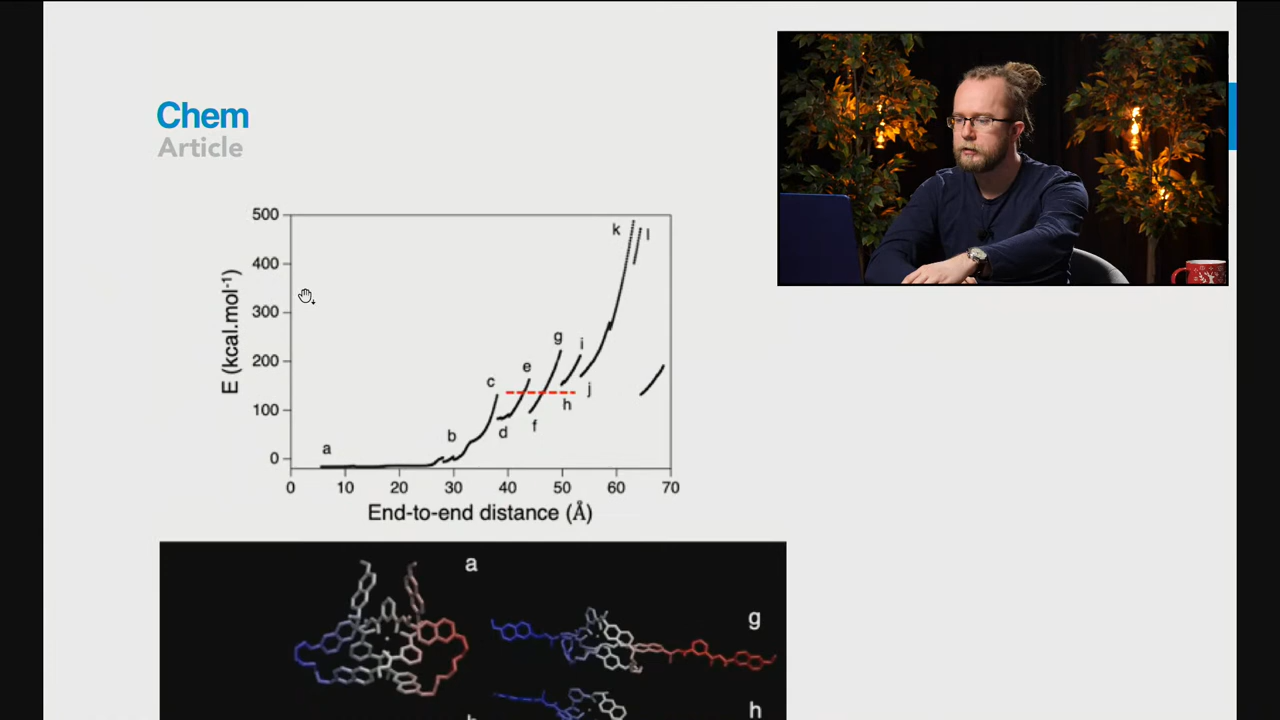 Chem
Article
500
400
300
200
100
0
E (kcal.mol⁻¹)
a
b
c
d
e
f
g
h
i
j
k
l
0 10 20 30 40 50 60 70
End-to-end distance (Å)
a
g
h